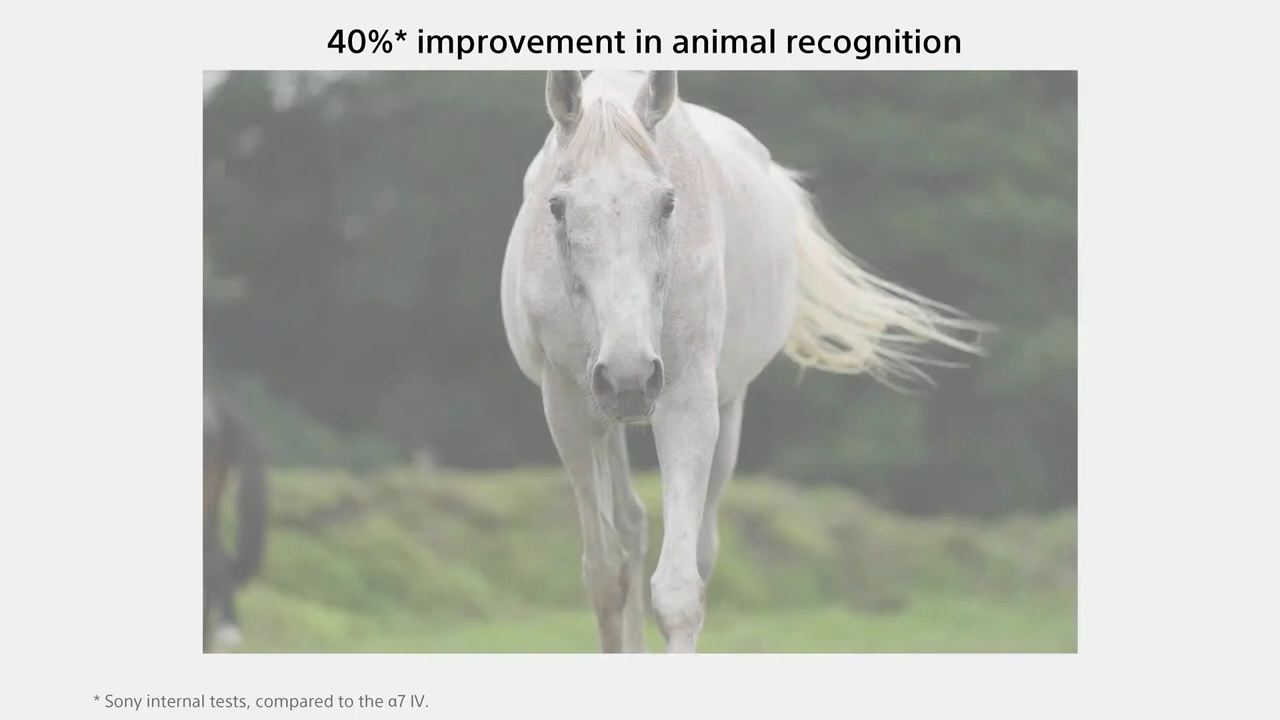 40%* improvement in animal recognition
* Sony internal tests, compared to the α7 IV.